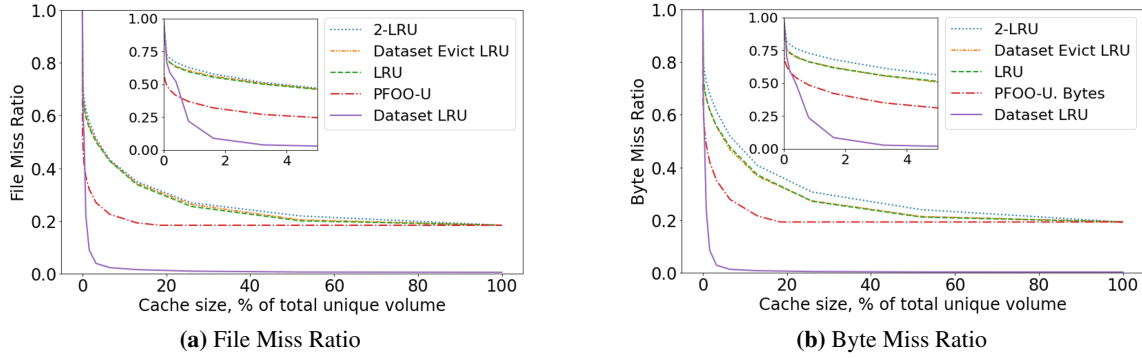 1.0
0.8
0.6
0.4
0.2
0.0
File Miss Ratio
1.00
0.75
0.50
0.25
0.00
0 2 4
2-LRU
Dataset Evict LRU
LRU
PFOO-U
Dataset LRU
0 20 40 60 80 100
Cache size, % of total unique volume
(a) File Miss Ratio
1.0
0.8
0.6
0.4
0.2
0.0
Byte Miss Ratio
1.00
0.75
0.50
0.25
0.00
0 2 4
2-LRU
Dataset Evict LRU
LRU
PFOO-U. Bytes
Dataset LRU
0 20 40 60 80 100
Cache size, % of total unique volume
(b) Byte Miss Ratio